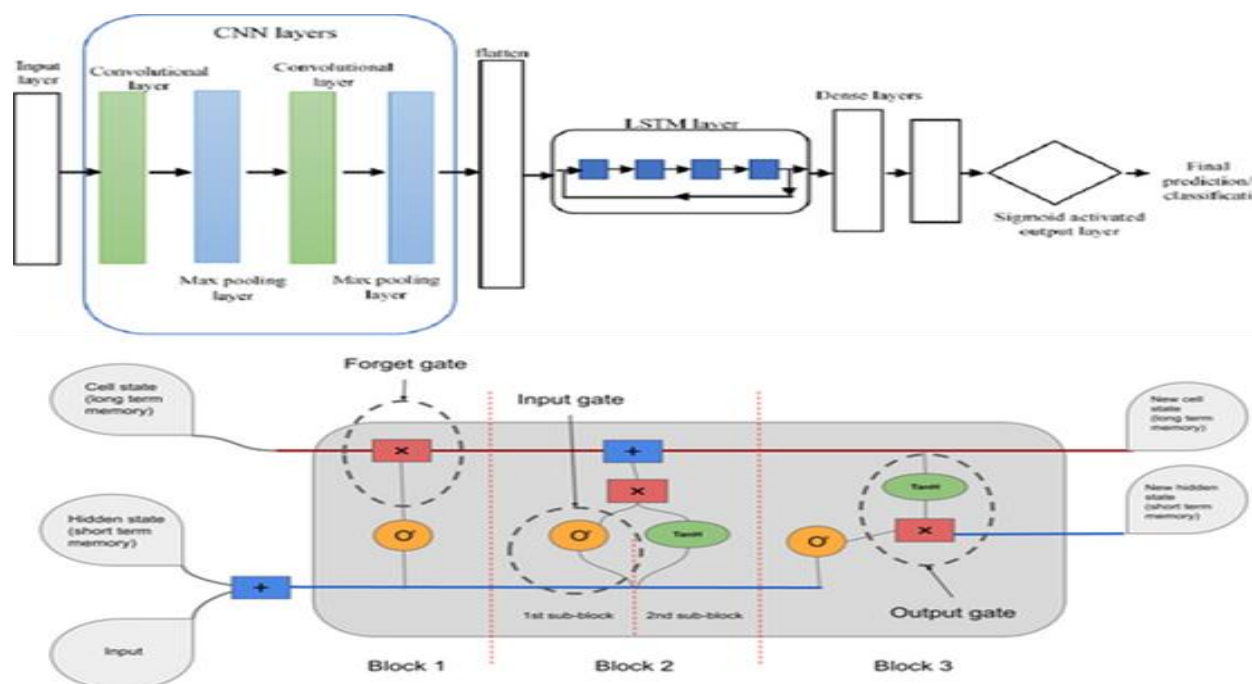 CNN layers
Input
layer
Convolutional
layer
Max pooling
layer
Convolutional
layer
Max pooling
layer
flatten
LSTM layer
Dense layers
Sigmoid activated
output layer
Final
prediction/
classificati
Forget gate
Cell state
(long term
memory)
Input gate
New cell
state
(long term
memory)
+
×
×
TanH
Hidden state
(short term
memory)
σ
σ
TanH
σ
×
New hidden
state
(short term
memory)
+
1st sub-block
2nd sub-block
Output gate
Input
Block 1
Block 2
Block 3